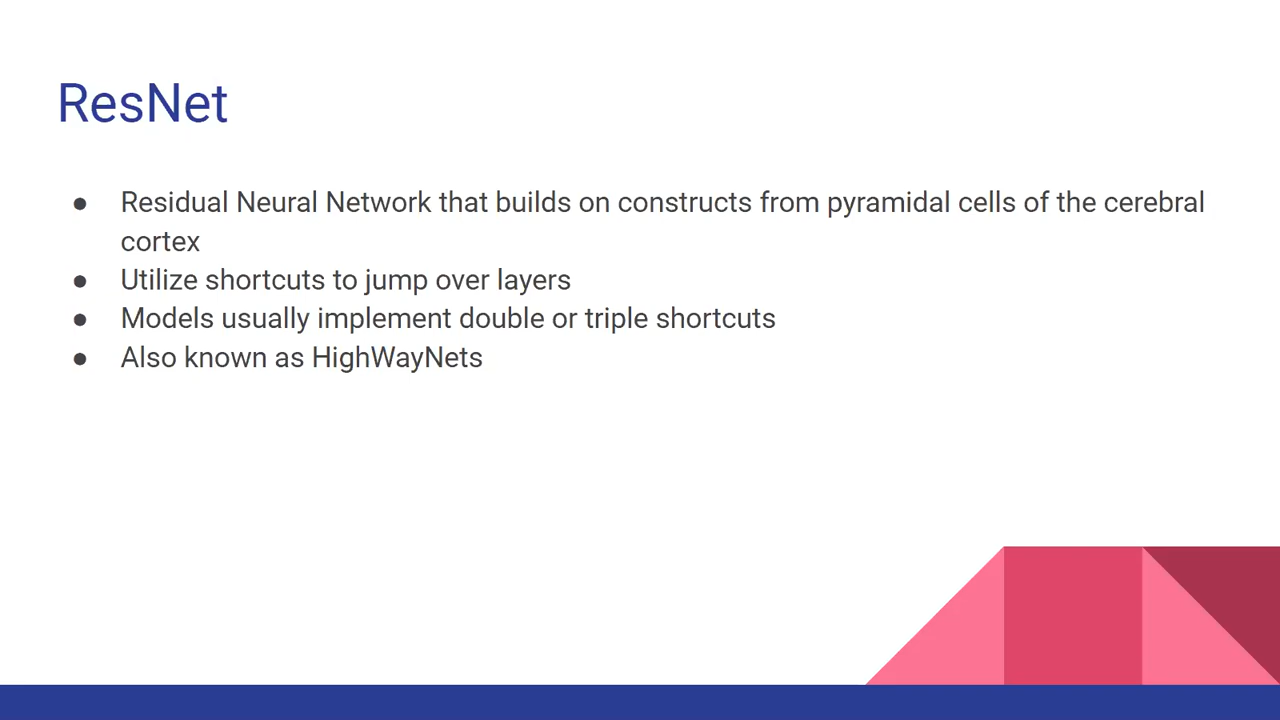 ResNet
● Residual Neural Network that builds on constructs from pyramidal cells of the cerebral
cortex
● Utilize shortcuts to jump over layers
● Models usually implement double or triple shortcuts
● Also known as HighWayNets